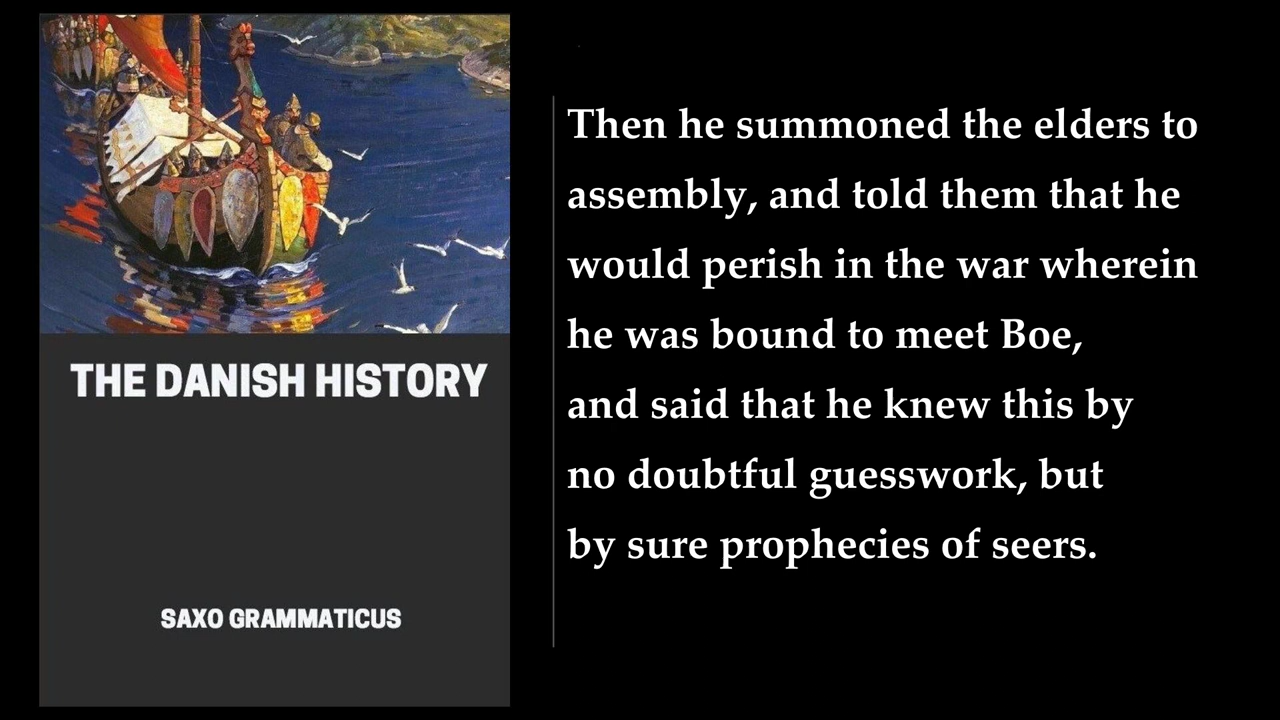 THE DANISH HISTORY
SAXO GRAMMATICUS
Then he summoned the elders to
assembly, and told them that he
would perish in the war wherein
he was bound to meet Boe,
and said that he knew this by
no doubtful guesswork, but
by sure prophecies of seers.